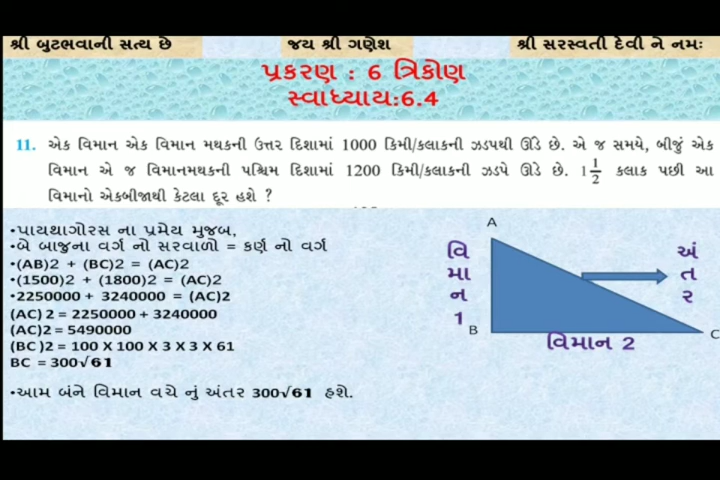 શ્રી બુટભવાની સત્ય છે
જય શ્રી ગણેશ
શ્રી સરસ્વતી દેવી ને નમઃ
પ્રકરણ : 6 ત્રિકોણ
સ્વાધ્યાય:6.4
11. એક વિમાન એક વિમાન મથકની ઉત્તર દિશામાં 1000 કિમી/કલાકની ઝડપથી ઊડે છે. એ જ સમયે, બીજું એક
વિમાન એ જ વિમાનમથકની પશ્ચિમ દિશામાં 1200 કિમી/કલાકની ઝડપે ઊડે છે. 1 1/2 કલાક પછી આ
વિમાનો એકબીજાથી કેટલા દૂર હશે ?
•પાયથાગોરસ ના પ્રમેય મુજબ,
•બે બાજુના વર્ગ નો સરવાળો = કર્ણ નો વર્ગ
•(AB)2 + (BC)2 = (AC)2
•(1500)2 + (1800)2 = (AC)2
•2250000 + 3240000 = (AC)2
(AC) 2 = 2250000 + 3240000
(AC)2 = 5490000
(BC )2 = 100 X 100 X 3 X 3 X 61
BC = 300√61
•આમ બંને વિમાન વચે નું અંતર 300√61 હશે.
A
વિ
મા
ન
1
B
વિમાન 2
C
અં
ત
ર